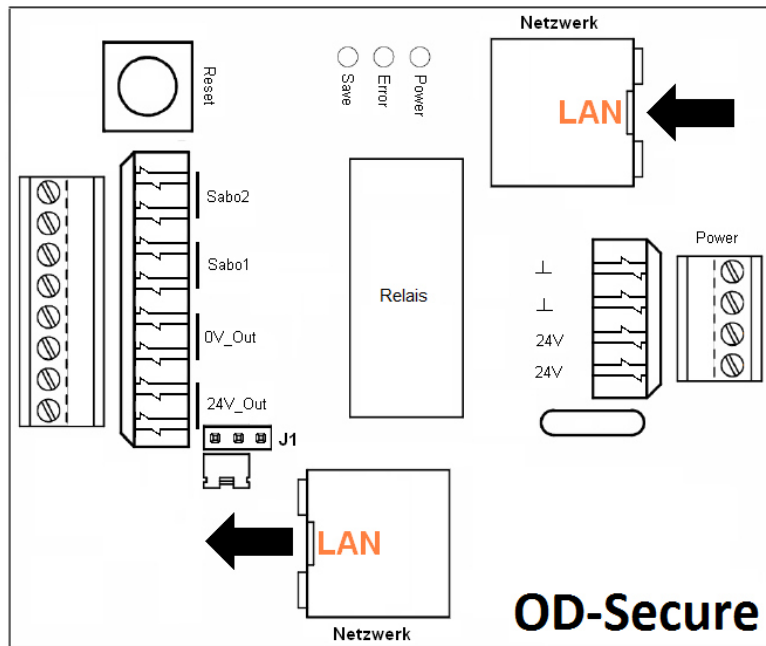 Netzwerk
Reset
Save
Error
Power
LAN
Sabo2
Sabo1
0V_Out
24V_Out
Relais
Power
⊥
⊥
24V
24V
J1
LAN
Netzwerk
OD-Secure